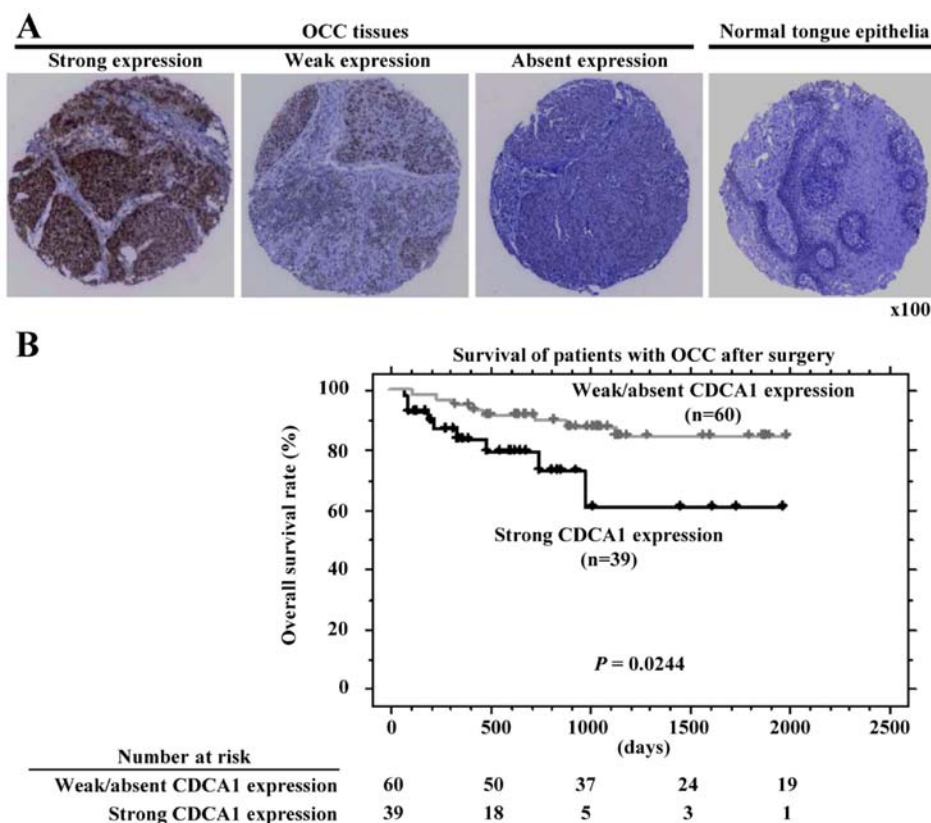 A
OCC tissues
Normal tongue epithelia
Strong expression
Weak expression
Absent expression
x100
B
Survival of patients with OCC after surgery
Weak/absent CDCA1 expression
(n=60)
Strong CDCA1 expression
(n=39)
P = 0.0244
Overall survival rate (%)
100
80
60
40
20
0
0 500 1000 1500 2000 2500
(days)
Number at risk
Weak/absent CDCA1 expression 60 50 37 24 19
Strong CDCA1 expression 39 18 5 3 1